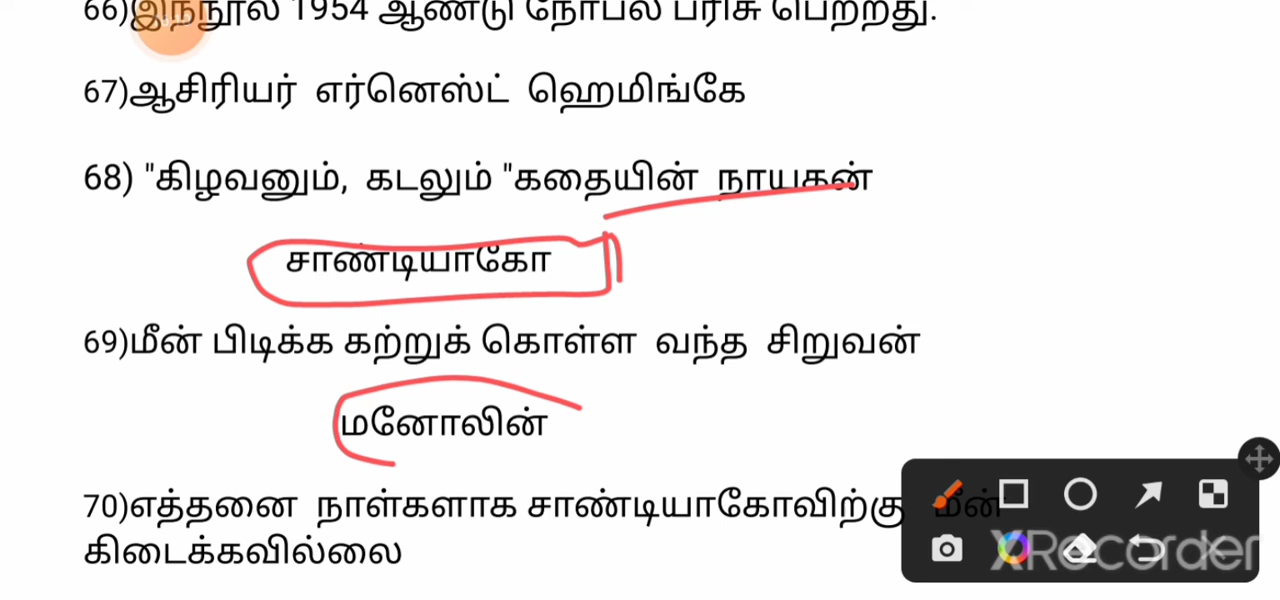 66)இந்நூல் 1954 ஆண்டு நோபல் பரிசு பெற்றது.
67)ஆசிரியர் எர்னெஸ்ட் ஹெமிங்கே
68) "கிழவனும், கடலும் "கதையின் நாயகன்
சாண்டியாகோ
69)மீன் பிடிக்க கற்றுக் கொள்ள வந்த சிறுவன்
மனோலின்
70)எத்தனை நாள்களாக சாண்டியாகோவிற்கு மீன்
கிடைக்கவில்லை
XRecorder